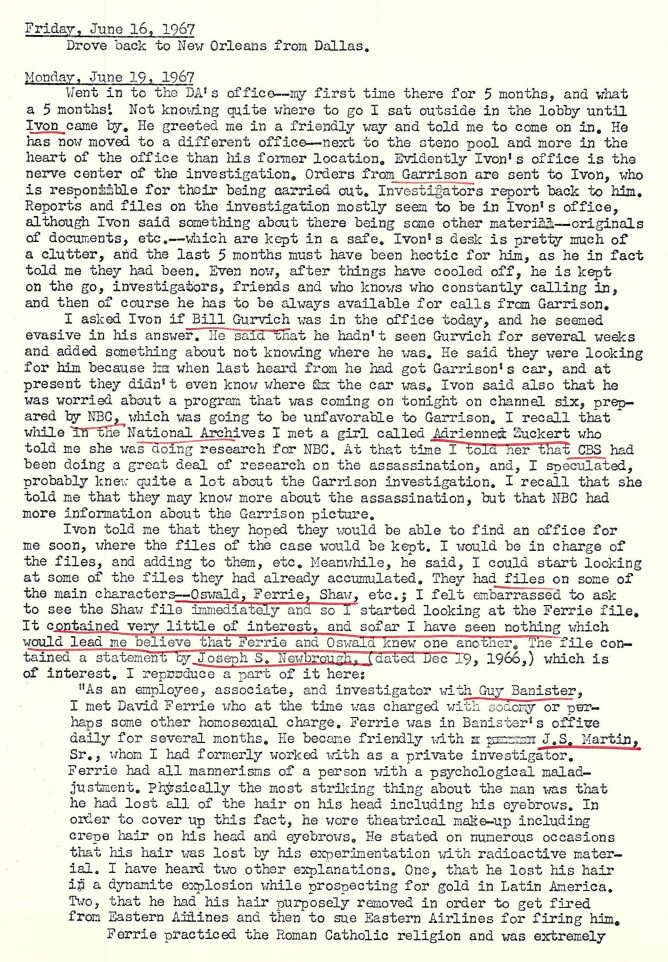 Friday, June 16, 1967
Drove back to New Orleans from Dallas.
Monday, June 19, 1967
Went in to the DA's office—my first time there for 5 months, and what
a 5 months! Not knowing quite where to go I sat outside in the lobby until
Ivon came by. He greeted me in a friendly way and told me to come on in. He
has now moved to a different office—next to the steno pool and more in the
heart of the office than his former location. Evidently Ivon's office is the
nerve center of the investigation. Orders from Garrison are sent to Ivon, who
is responsible for their being carried out. Investigators report back to him.
Reports and files on the investigation mostly seem to be in Ivon's office,
although Ivon said something about there being some other material—originals
of documents, etc.—which are kept in a safe. Ivon's desk is pretty much of
a clutter, and the last 5 months must have been hectic for him, as he in fact
told me they had been. Even now, after things have cooled off, he is kept
on the go, investigators, friends and who knows who constantly calling in,
and then of course he has to be always available for calls from Garrison.
I asked Ivon if Bill Gurvich was in the office today, and he seemed
evasive in his answer. He said that he hadn't seen Gurvich for several weeks
and added something about not knowing where he was. He said they were looking
for him because when last heard from he had got Garrison's car, and at
present they didn't even know where the car was. Ivon said also that he
was worried about a program that was coming on tonight on channel six, prep-
ared by NBC, which was going to be unfavorable to Garrison. I recall that
while in the National Archives I met a girl called Adrienne Zuckert who
told me she was doing research for NBC. At that time I told her that CBS had
been doing a great deal of research on the assassination, and, I speculated,
probably knew quite a lot about the Garrison investigation. I recall that she
told me that they may know more about the assassination, but that NBC had
more information about the Garrison picture.
Ivon told me that they hoped they would be able to find an office for
me soon, where the files of the case would be kept. I would be in charge of
the files, and adding to them, etc. Meanwhile, he said, I could start looking
at some of the files they had already accumulated. They had files on some of
the main characters—Oswald, Ferrie, Shaw, etc.; I felt embarrassed to ask
to see the Shaw file immediately and so I started looking at the Ferrie file.
It contained very little of interest, and sofar I have seen nothing which
would lead me believe that Ferrie and Oswald knew one another. The file con-
tained a statement by Joseph S. Newbrough, (dated Dec 19, 1966,) which is
of interest. I reproduce a part of it here:
"As an employee, associate, and investigator with Guy Banister,
I met David Ferrie who at the time was charged with sodomy or per-
haps some other homosexual charge. Ferrie was in Banister's offive
daily for several months. He became friendly with J.S. Martin,
Sr., whom I had formerly worked with as a private investigator.
Ferrie had all mannerisms of a person with a psychological malad-
justment. Physically the most striking thing about the man was that
he had lost all of the hair on his head including his eyebrows. In
order to cover up this fact, he wore theatrical make-up including
crepe hair on his head and eyebrows. He stated on numerous occasions
that his hair was lost by his experimentation with radioactive mater-
ial. I have heard two other explanations. One, that he lost his hair
in a dynamite explosion while prospecting for gold in Latin America.
Two, that he had his hair purposely removed in order to get fired
from Eastern Airlines and then to sue Eastern Airlines for firing him.
Ferrie practiced the Roman Catholic religion and was extremely